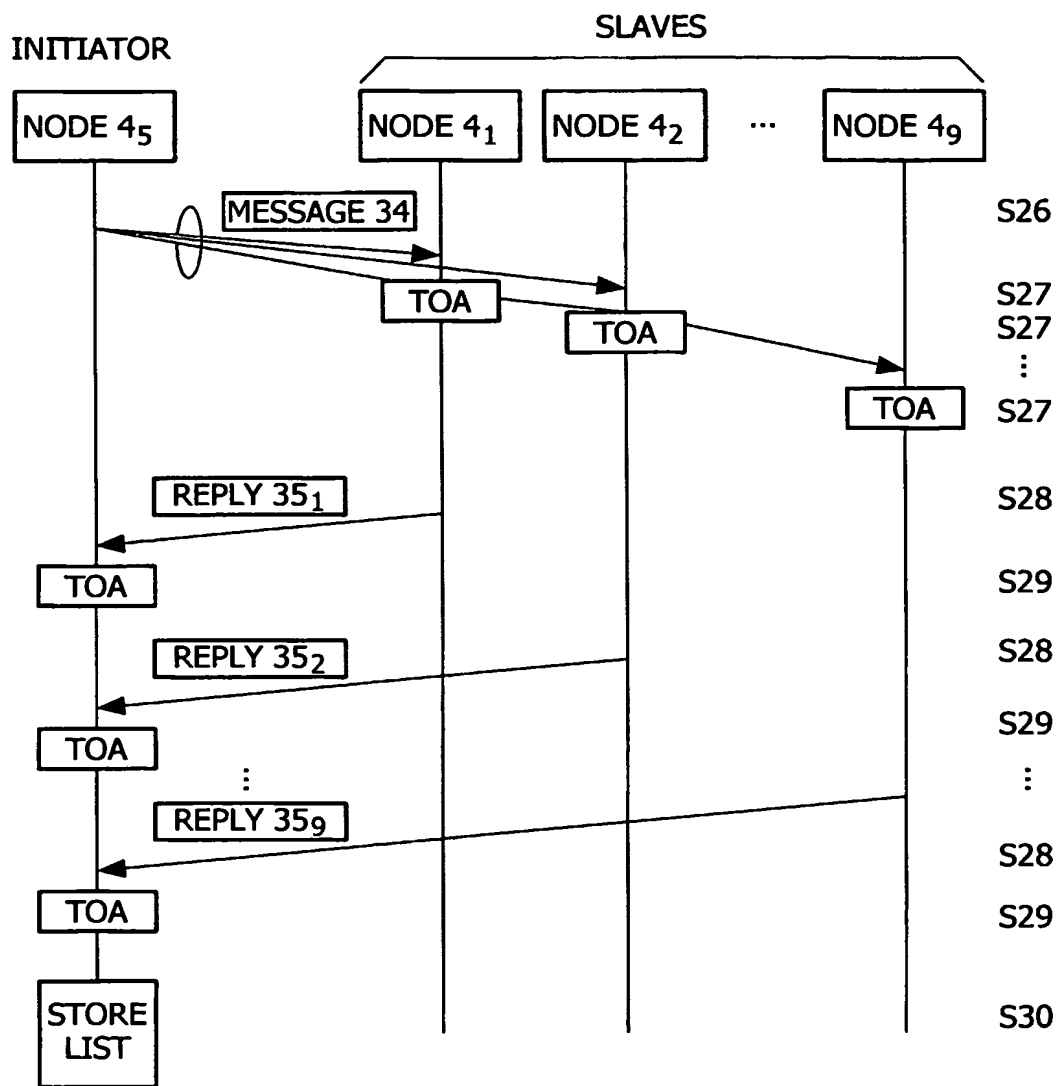 SLAVES
INITIATOR
NODE 4₅ NODE 4₁ NODE 4₂ ... NODE 4₉
MESSAGE 34 S26
TOA S27
TOA S27
⋮
TOA S27
REPLY 35₁ S28
TOA S29
REPLY 35₂ S28
TOA S29
⋮ ⋮
REPLY 35₉
S28
TOA S29
STORE
LIST
S30